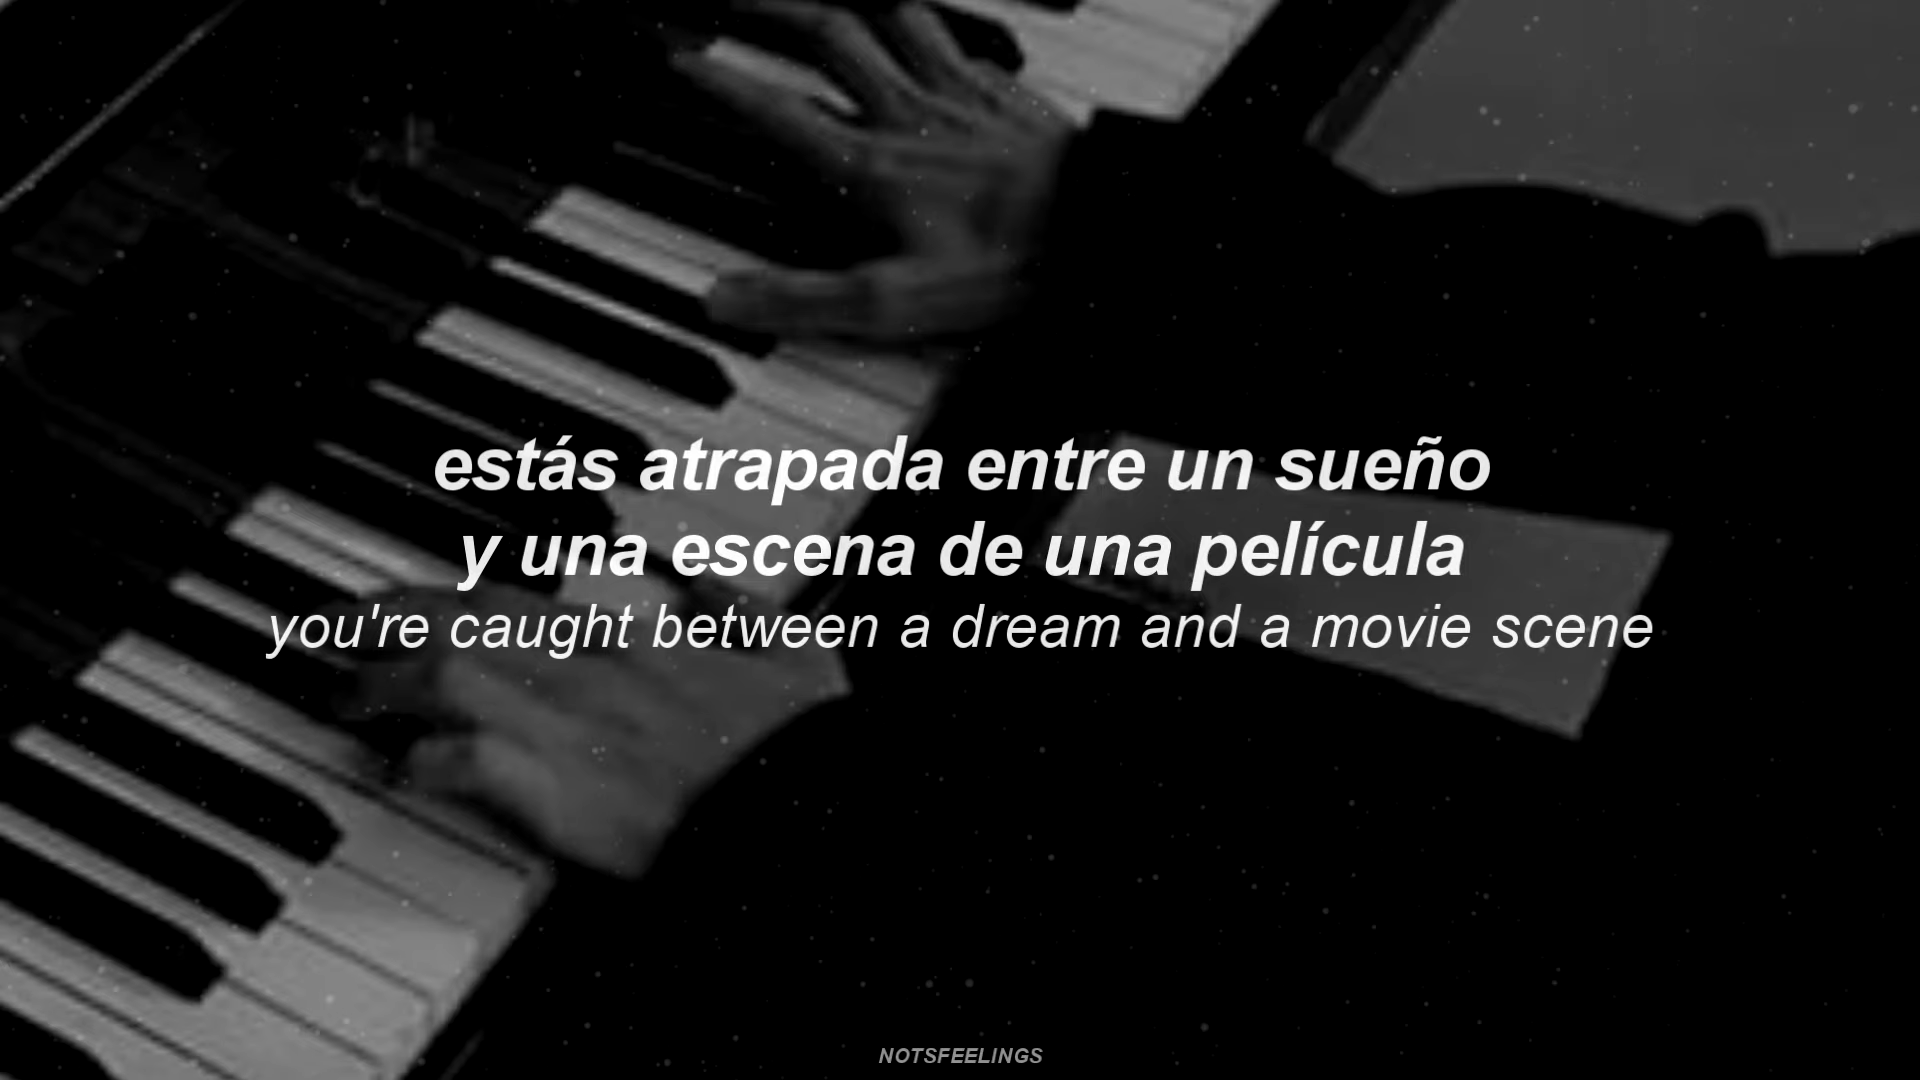 estás atrapada entre un sueño
y una escena de una película
you're caught between a dream and a movie scene
NOTSFEELINGS